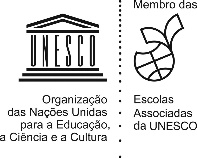 UNESCO
Organização
das Nações Unidas
para a Educação,
a Ciência e a Cultura
Membro das
Escolas
Associadas
da UNESCO